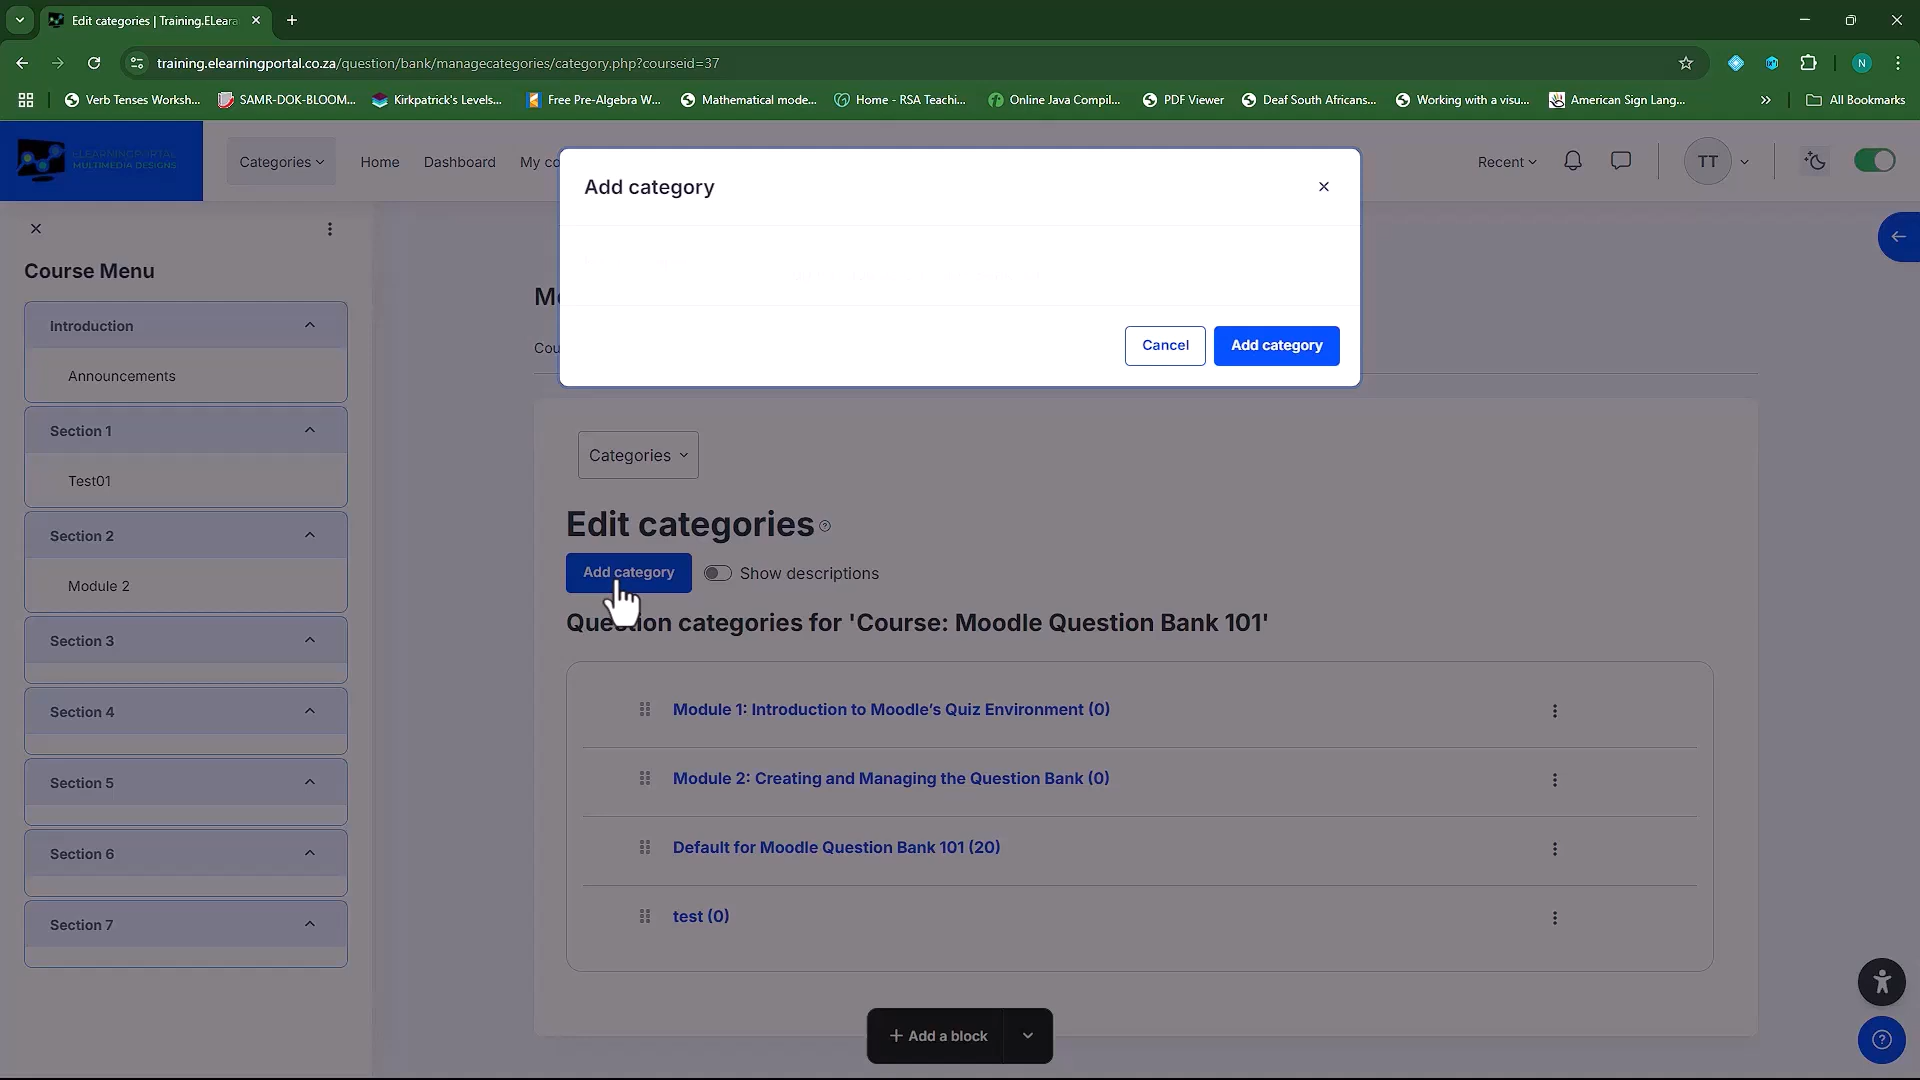 Edit categories | Training.ELeara
training.elearningportal.co.za/question/bank/managecategories/category.php?courseid=37
N
Verb Tenses Worksh...
SAMR-DOK-BLOOM...
Kirkpatrick's Levels...
Free Pre-Algebra W...
Mathematical mode...
Home - RSA Teachi...
Online Java Compil...
PDF Viewer
Deaf South Africans...
Working with a visu...
American Sign Lang...
All Bookmarks
ELEARNINGPORTAL
MULTIMEDIA DESIGNS
Categories
Home
Dashboard
My co
Recent
TT
Add category
Cancel
Add category
Course Menu
Introduction
Announcements
Section 1
Test01
Section 2
Module 2
Section 3
Section 4
Section 5
Section 6
Section 7
Mo
Cou
Categories
Edit categories
Add category
Show descriptions
Question categories for 'Course: Moodle Question Bank 101'
Module 1: Introduction to Moodle’s Quiz Environment (0)
Module 2: Creating and Managing the Question Bank (0)
Default for Moodle Question Bank 101 (20)
test (0)
+ Add a block